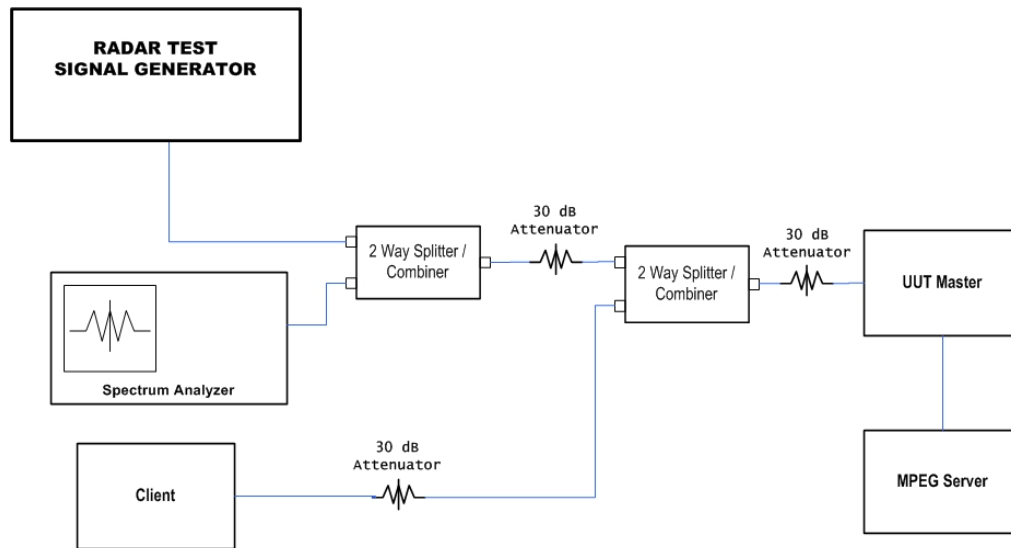 RADAR TEST
SIGNAL GENERATOR
30 dB
Attenuator
30 dB
Attenuator
2 Way Splitter /
Combiner
2 Way Splitter /
Combiner
UUT Master
Spectrum Analyzer
30 dB
Attenuator
Client
MPEG Server